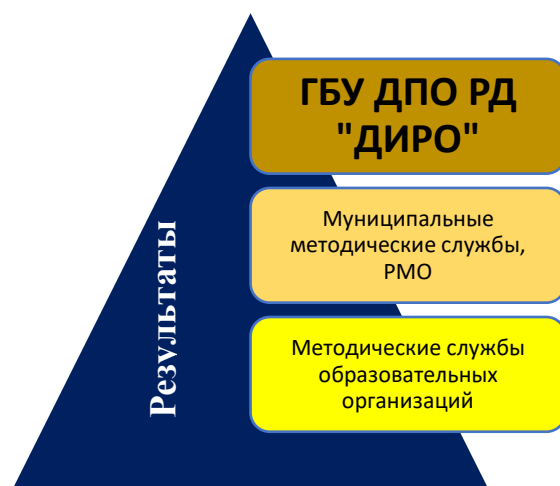 ГБУ ДПО РД
"ДИРО"
Муниципальные
методические службы,
РМО
Методические службы
образовательных
организаций
Результаты